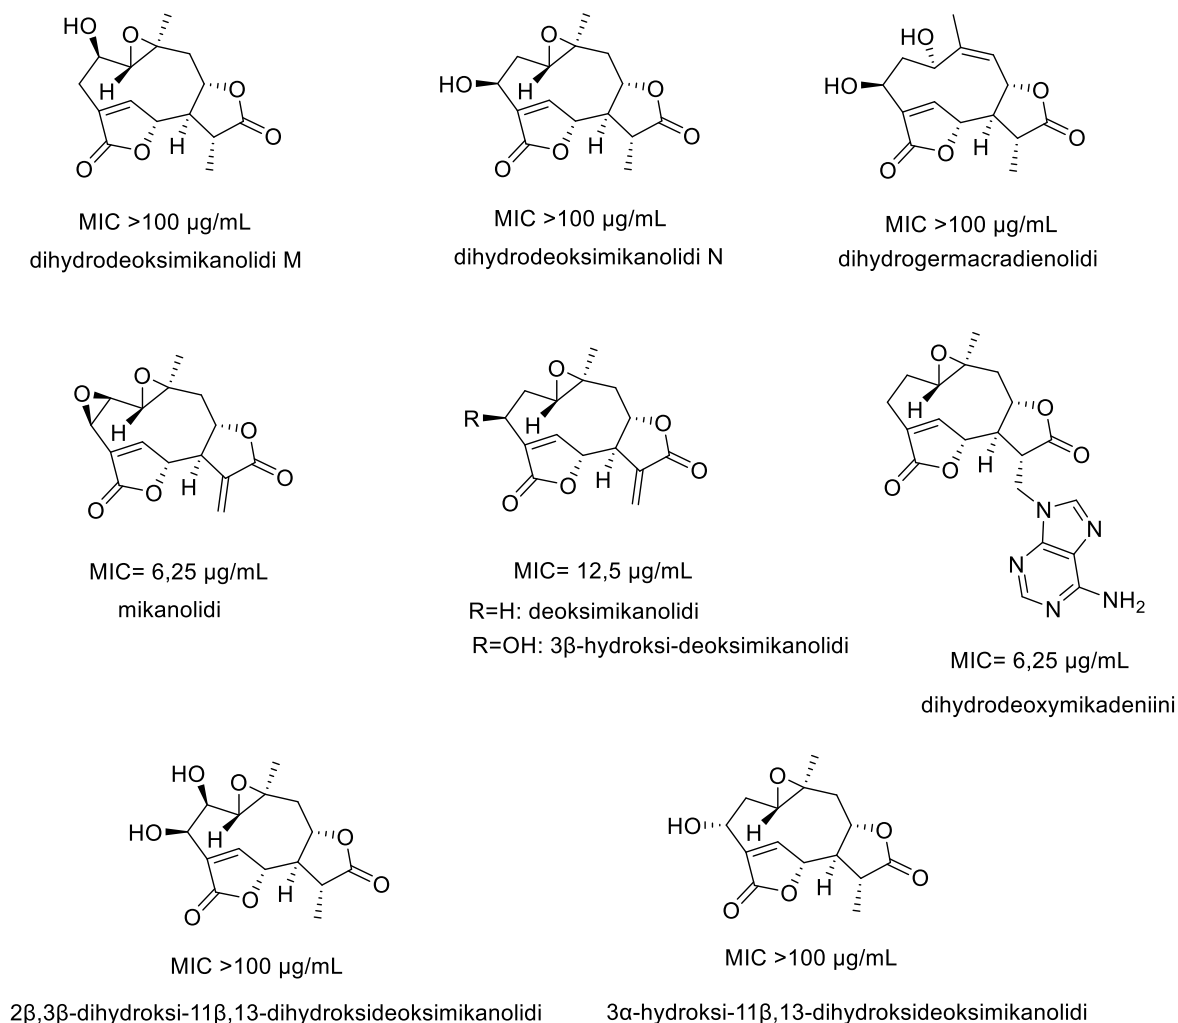 HO
O
H
O
O
O
O
MIC >100 µg/mL
dihydrodeoksimikanolidi M
O
HO
H
O
O
H
O
O
MIC >100 µg/mL
dihydrodeoksimikanolidi N
HO
HO
O
O
O
H
O
MIC >100 µg/mL
dihydrogermacradienolidi
O
O
H
O
O
H
O
O
MIC= 6,25 µg/mL
mikanolidi
O
R
H
O
O
H
O
O
MIC= 12,5 µg/mL
R=H: deoksimikanolidi
R=OH: 3β-hydroksi-deoksimikanolidi
O
H
O
O
H
O
O
N
N
N
N
NH2
MIC= 6,25 µg/mL
dihydrodeoxymikadeniini
HO
O
HO
H
O
O
H
O
O
MIC >100 µg/mL
2β,3β-dihydroksi-11β,13-dihydroksideoksimikanolidi
O
HO
H
O
O
H
O
O
MIC >100 µg/mL
3α-hydroksi-11β,13-dihydroksideoksimikanolidi